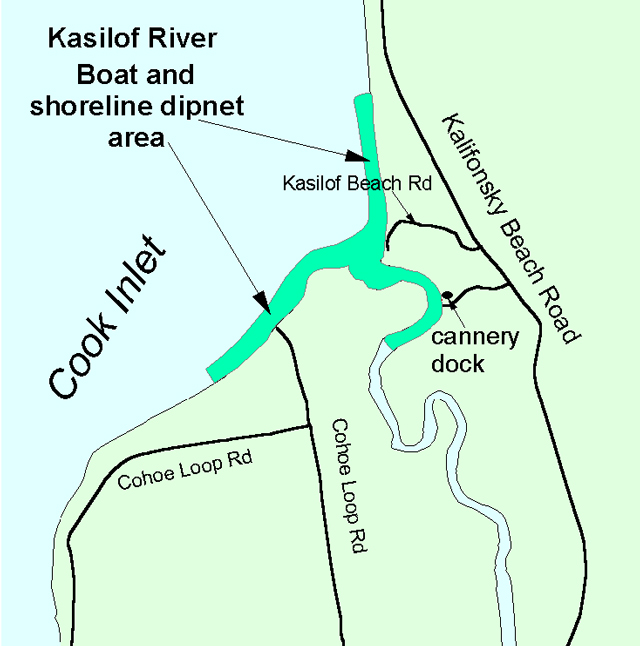 Kasilof River
Boat and
shoreline dipnet
area
Kasilof Beach Rd
Kalifonsky Beach Road
Cook Inlet
cannery
dock
Cohoe Loop Rd
Cohoe Loop Rd